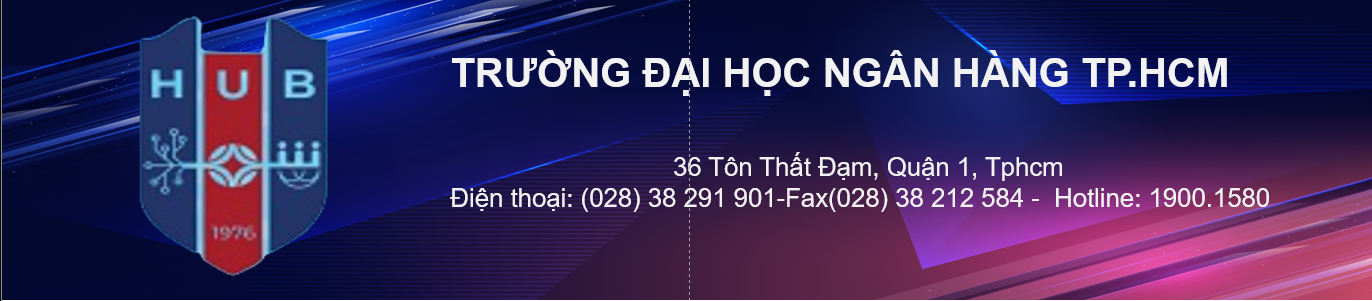 HUB
1976
TRƯỜNG ĐẠI HỌC NGÂN HÀNG TP.HCM
36 Tôn Thất Đạm, Quận 1, Tphcm
Điện thoại: (028) 38 291 901-Fax(028) 38 212 584 -  Hotline: 1900.1580